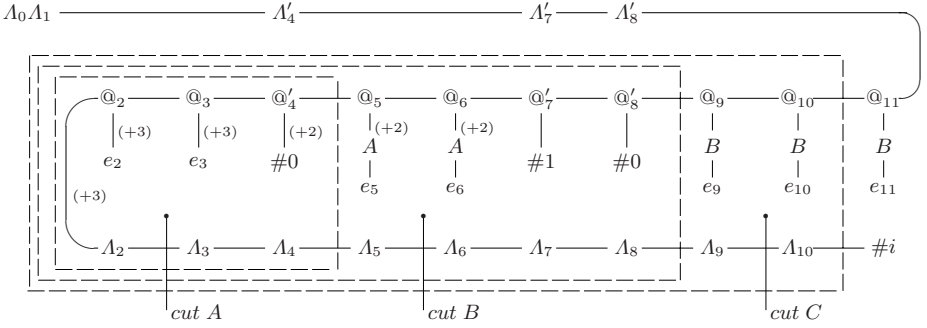 Λ₀Λ₁ Λ′₄ Λ′₇ Λ′₈
@₂ @₃ @′₄ @₅ @₆ @′₇ @′₈ @₉ @₁₀ @₁₁
(+3) (+3) (+2) (+2) (+2)
A A B B B
e₂ e₃ #0 #1 #0
e₅ e₆ e₉ e₁₀ e₁₁
(+3)
Λ₂ Λ₃ Λ₄ Λ₅ Λ₆ Λ₇ Λ₈ Λ₉ Λ₁₀ #i
cut A cut B cut C